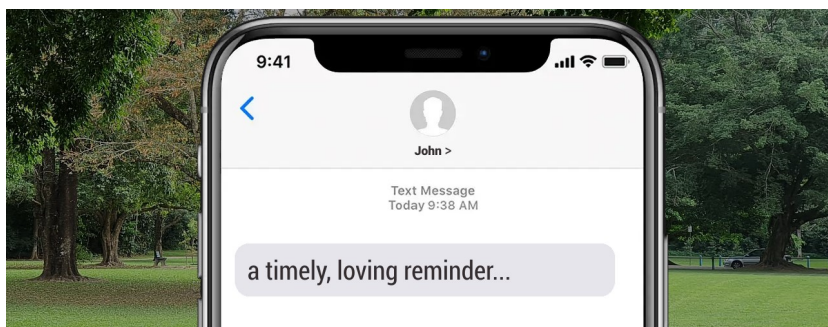 9:41
John >
Text Message
Today 9:38 AM
a timely, loving reminder...